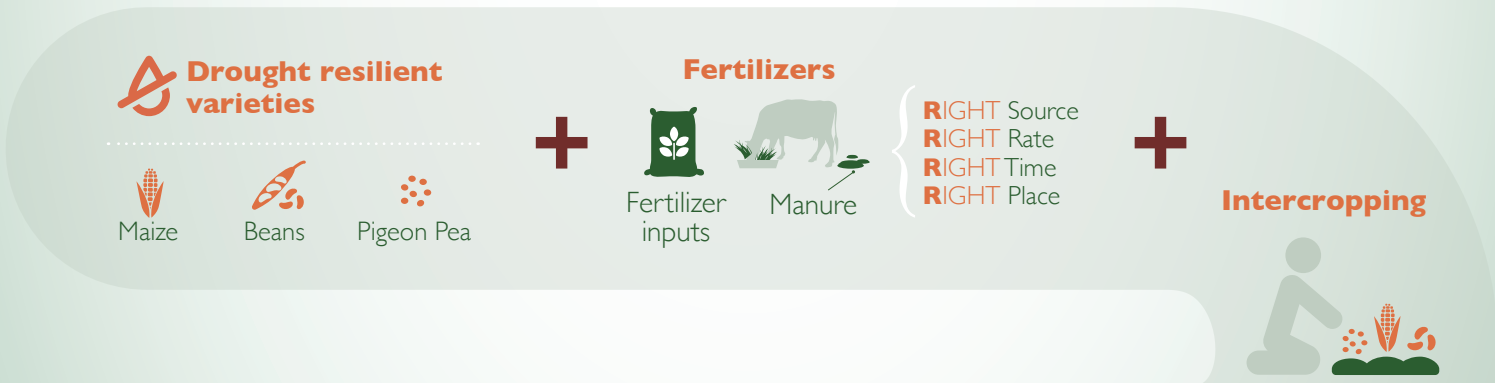 Drought resilient
varieties
Maize
Beans
Pigeon Pea
Fertilizers
Fertilizer
inputs
Manure
RIGHT Source
RIGHT Rate
RIGHT Time
RIGHT Place
Intercropping